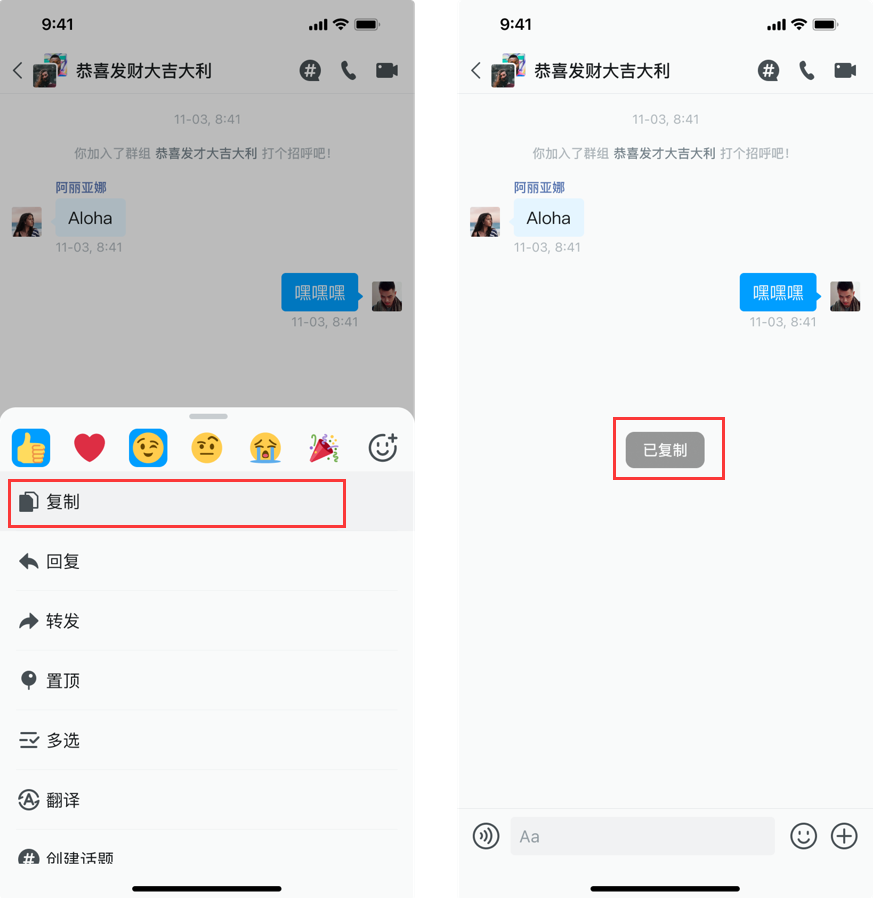 9:41
恭喜发财大吉大利
11-03, 8:41
你加入了群组 恭喜发才大吉大利 打个招呼吧！
阿丽亚娜
Aloha
11-03, 8:41
嘿嘿嘿
11-03, 8:41
复制
回复
转发
置顶
多选
翻译
创建话题
9:41
恭喜发财大吉大利
11-03, 8:41
你加入了群组 恭喜发才大吉大利 打个招呼吧！
阿丽亚娜
Aloha
11-03, 8:41
嘿嘿嘿
11-03, 8:41
已复制
Aa